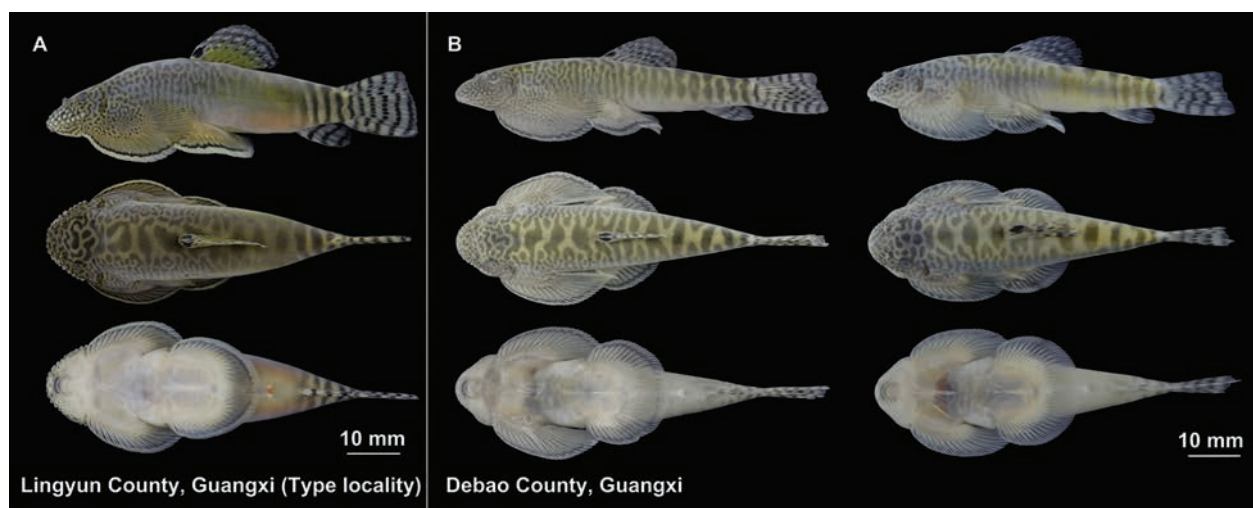 A
B
10 mm
10 mm
Lingyun County, Guangxi (Type locality)
Debao County, Guangxi